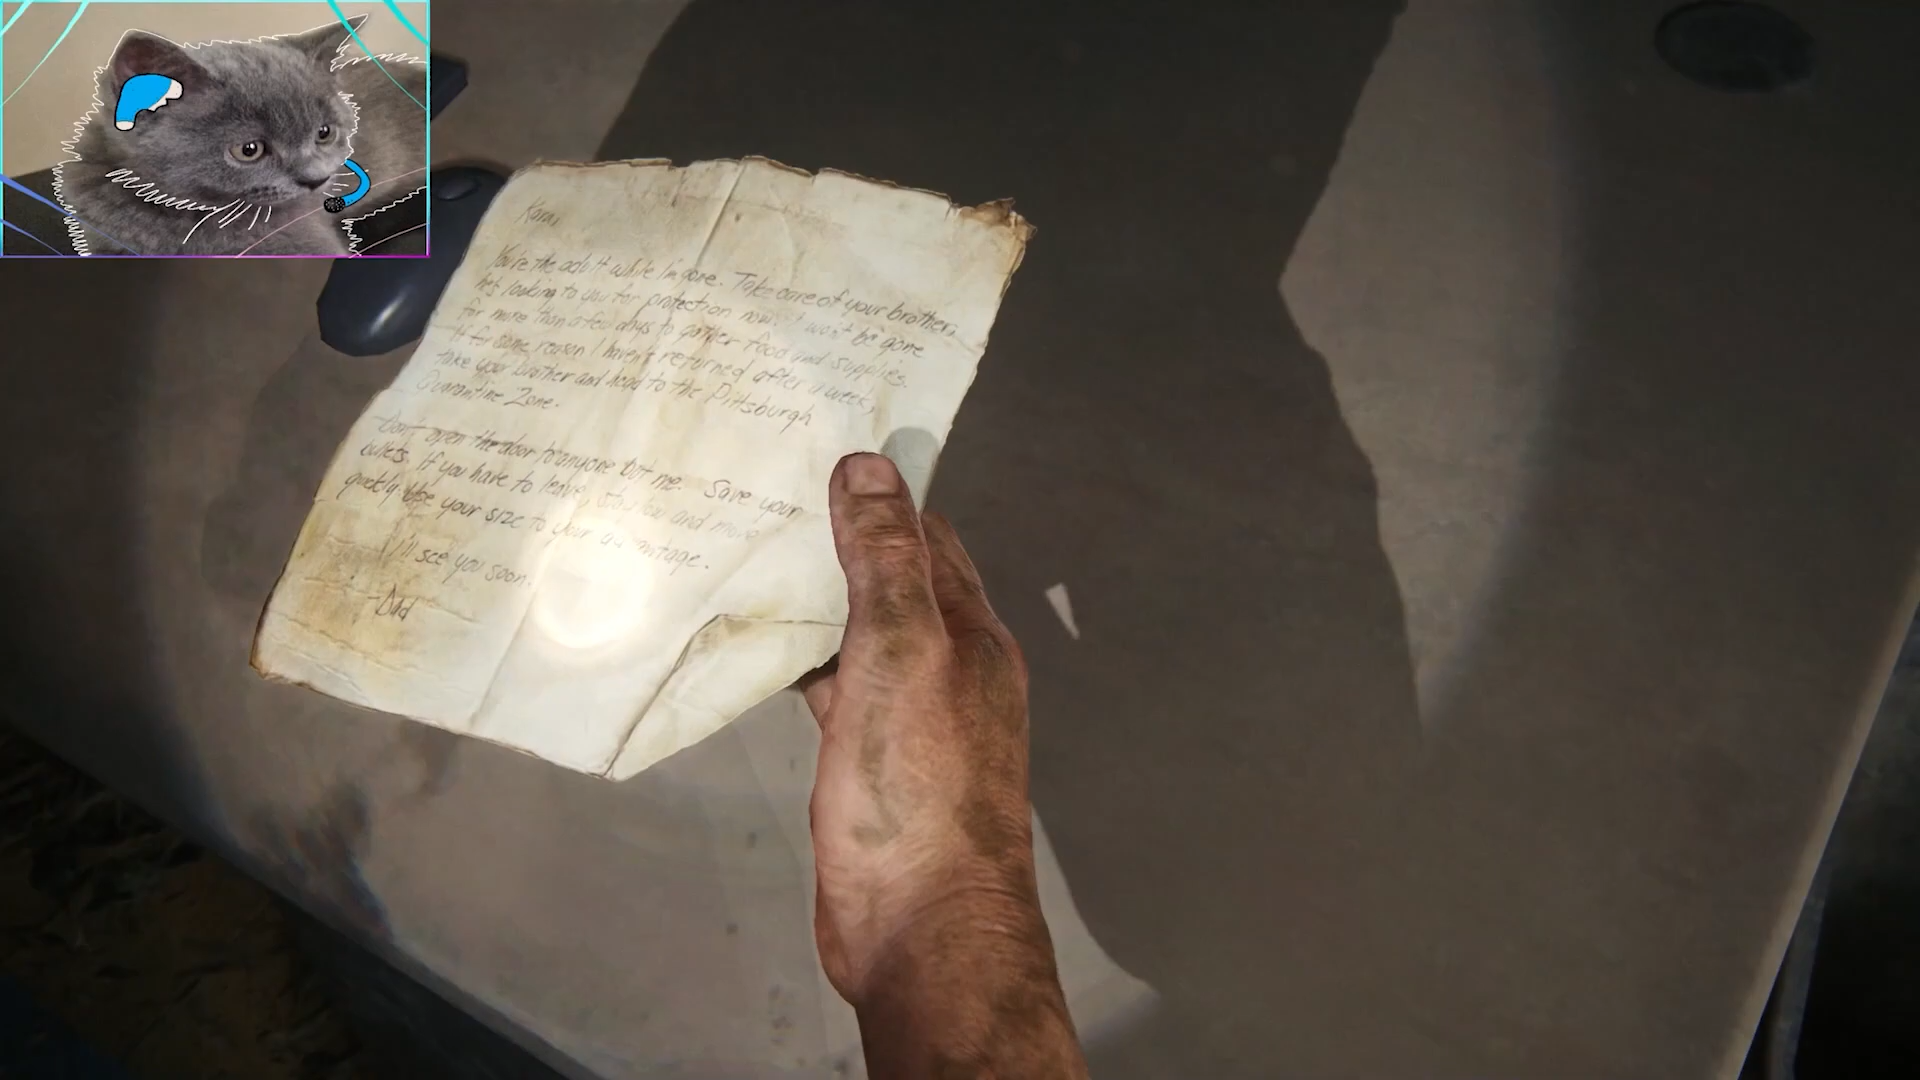 Kara,
You're the adult while I'm gone. Take care of your brother,
he's looking to you for protection now. I won't be gone
for more than a few days to gather food and supplies.
If for some reason I haven't returned after a week,
take your brother and head to the Pittsburgh
Quarantine Zone.
Don't open the door to anyone but me. Save your
bullets. If you have to leave, stay low and move
quickly. Use your size to your
I'll see you soon.
-Dad